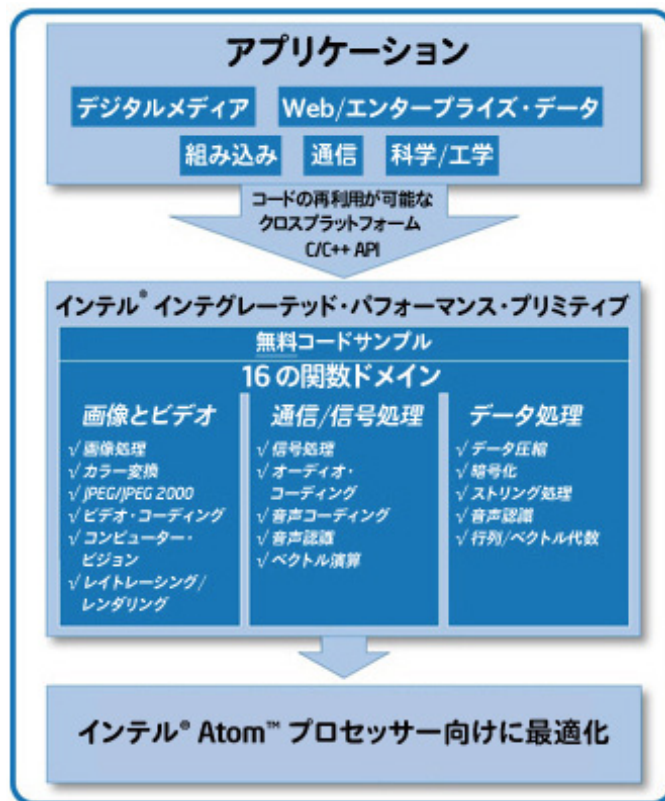 アプリケーション
デジタルメディア Web/エンタープライズ・データ
組み込み 通信 科学/工学
コードの再利用が可能な
クロスプラットフォーム
C/C++ API
インテル® インテグレーテッド・パフォーマンス・プリミティブ
無料コードサンプル
16 の関数ドメイン
画像とビデオ
√ 画像処理
√ カラー変換
√ JPEG/JPEG 2000
√ ビデオ・コーディング
√ コンピューター・
ビジョン
√ レイトレーシング/
レンダリング
通信/信号処理
√ 信号処理
√ オーディオ・
コーディング
√ 音声コーディング
√ 音声認識
√ ベクトル演算
データ処理
√ データ圧縮
√ 暗号化
√ ストリング処理
√ 音声認識
√ 行列/ベクトル代数
インテル® Atom™ プロセッサー向けに最適化